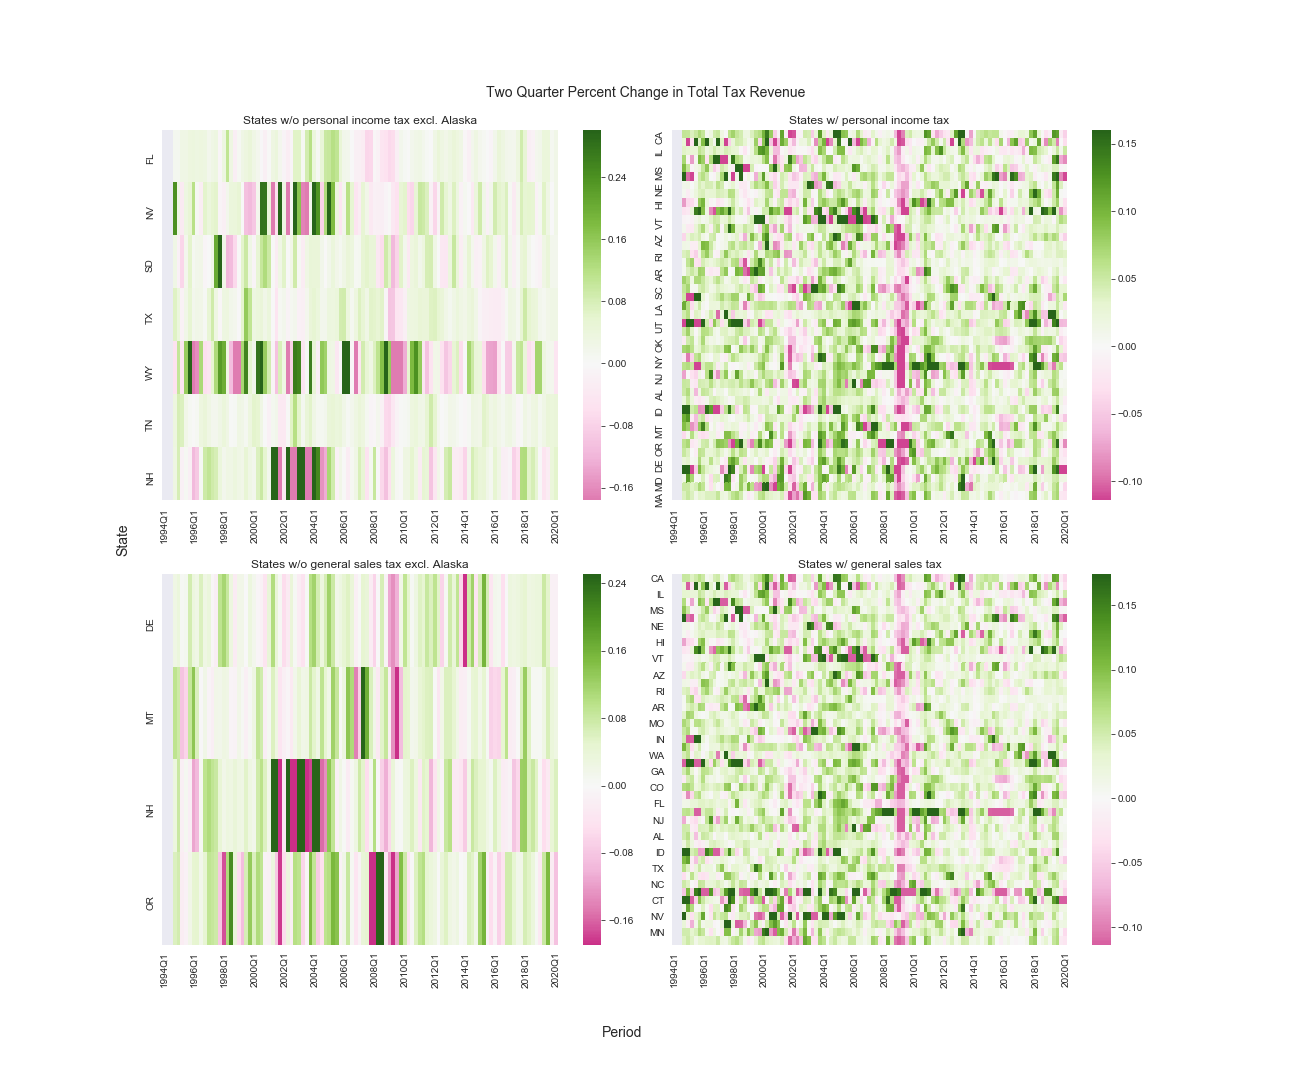 Two Quarter Percent Change in Total Tax Revenue
States w/o personal income tax excl. Alaska
FL
NV
SD
TX
WY
TN
NH
1994Q1 1996Q1 1998Q1 2000Q1 2002Q1 2004Q1 2006Q1 2008Q1 2010Q1 2012Q1 2014Q1 2016Q1 2018Q1 2020Q1
0.24
0.16
0.08
0.00
−0.08
−0.16
States w/ personal income tax
CA
IL
MS
NE
HI
VT
AZ
RI
AR
SC
LA
UT
OK
NY
NJ
AL
ID
MT
OR
DE
MD
MA
1994Q1 1996Q1 1998Q1 2000Q1 2002Q1 2004Q1 2006Q1 2008Q1 2010Q1 2012Q1 2014Q1 2016Q1 2018Q1 2020Q1
0.15
0.10
0.05
0.00
−0.05
−0.10
State
States w/o general sales tax excl. Alaska
DE
MT
NH
OR
1994Q1 1996Q1 1998Q1 2000Q1 2002Q1 2004Q1 2006Q1 2008Q1 2010Q1 2012Q1 2014Q1 2016Q1 2018Q1 2020Q1
0.24
0.16
0.08
0.00
−0.08
−0.16
States w/ general sales tax
CA
IL
MS
NE
HI
VT
AZ
RI
AR
MO
IN
WA
GA
CO
FL
NJ
AL
ID
TX
NC
CT
NV
MN
1994Q1 1996Q1 1998Q1 2000Q1 2002Q1 2004Q1 2006Q1 2008Q1 2010Q1 2012Q1 2014Q1 2016Q1 2018Q1 2020Q1
0.15
0.10
0.05
0.00
−0.05
−0.10
Period